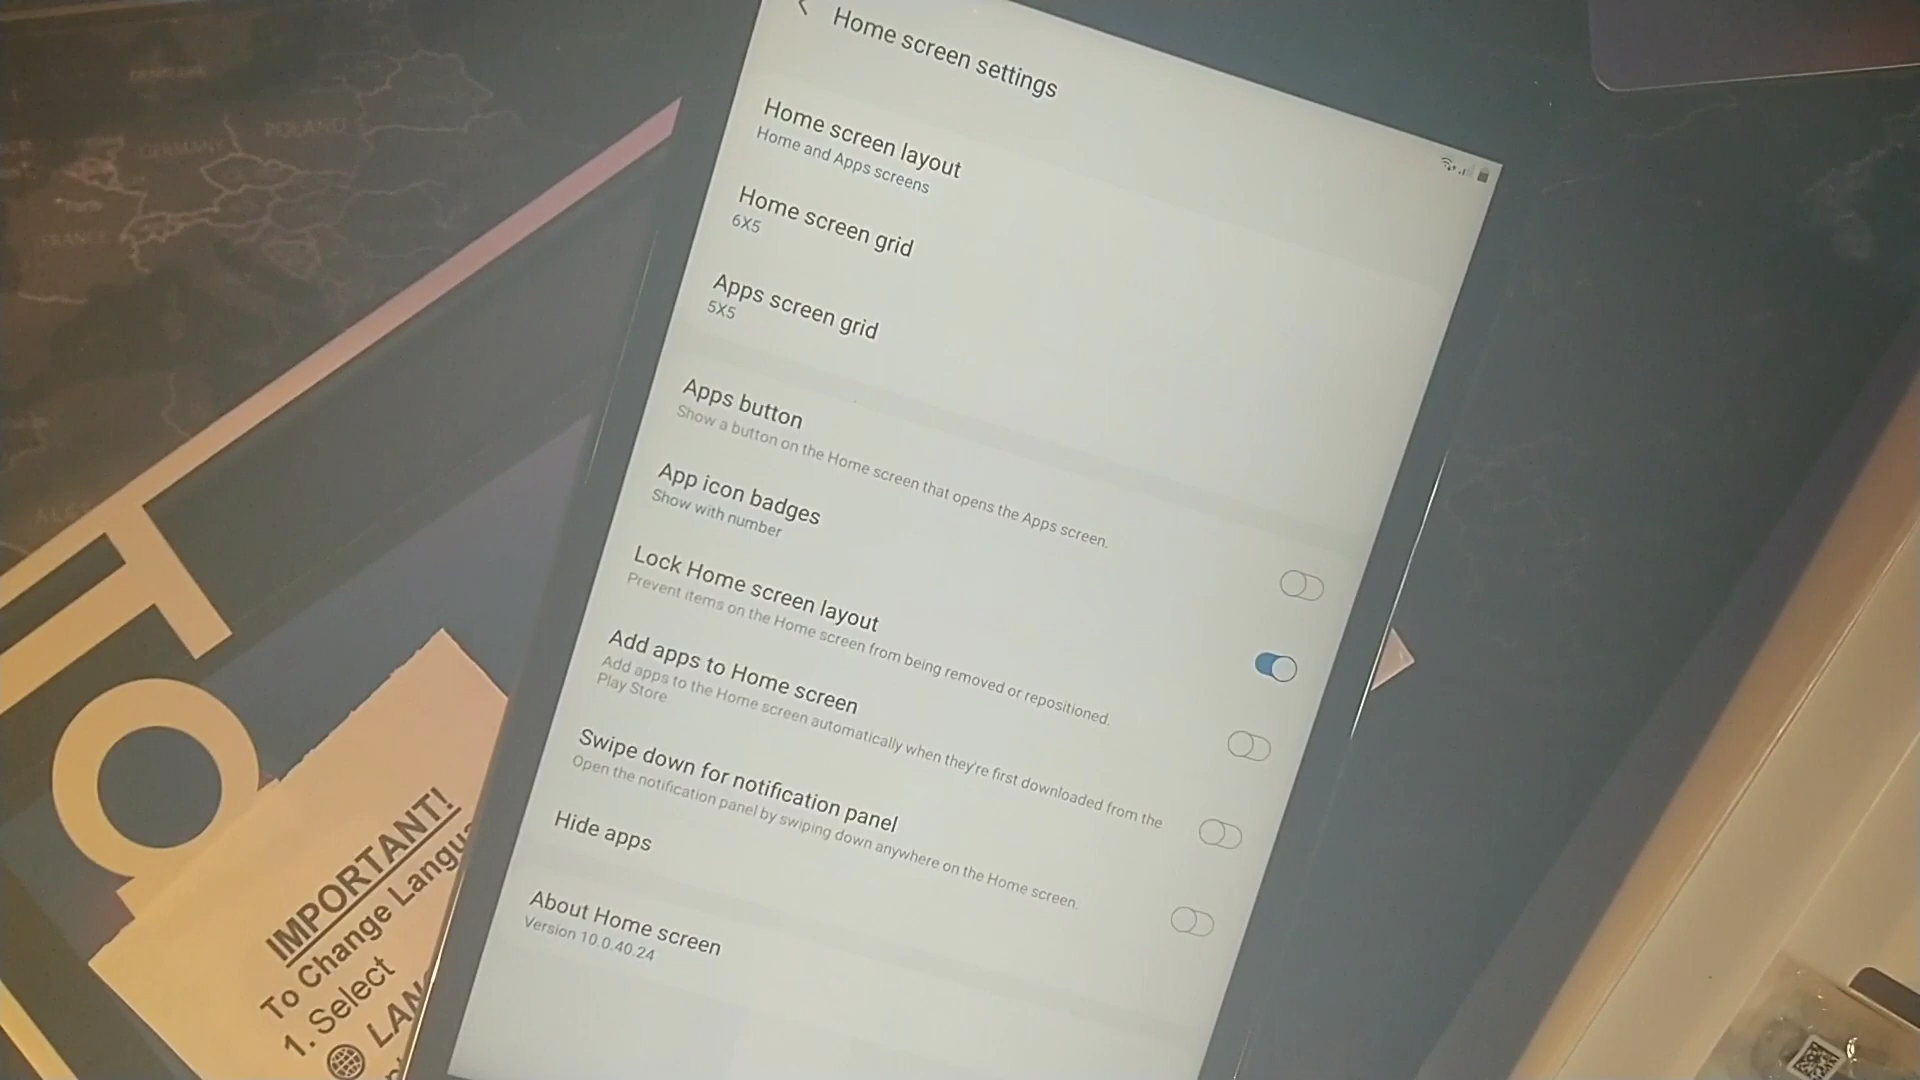 Home screen settings
Home screen layout
Home and Apps screens
Home screen grid
6X5
Apps screen grid
5X5
Apps button
Show a button on the Home screen that opens the Apps screen.
App icon badges
Show with number
Lock Home screen layout
Prevent items on the Home screen from being removed or repositioned.
Add apps to Home screen
Add apps to the Home screen automatically when they're first downloaded from the
Play Store.
Swipe down for notification panel
Open the notification panel by swiping down anywhere on the Home screen.
Hide apps
About Home screen
Version 10.0.40.24
POLAND
GERMANY
FRANCE
TO
IMPORTANT!
To Change Langu
1. Select
LAN